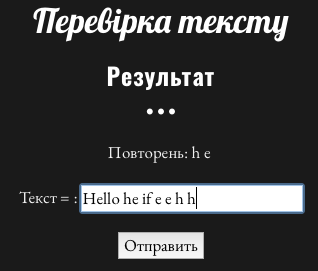 Перевірка тексту
Результат
...
Повторень: h e
Текст = : Hello he if e e h h
Отправить